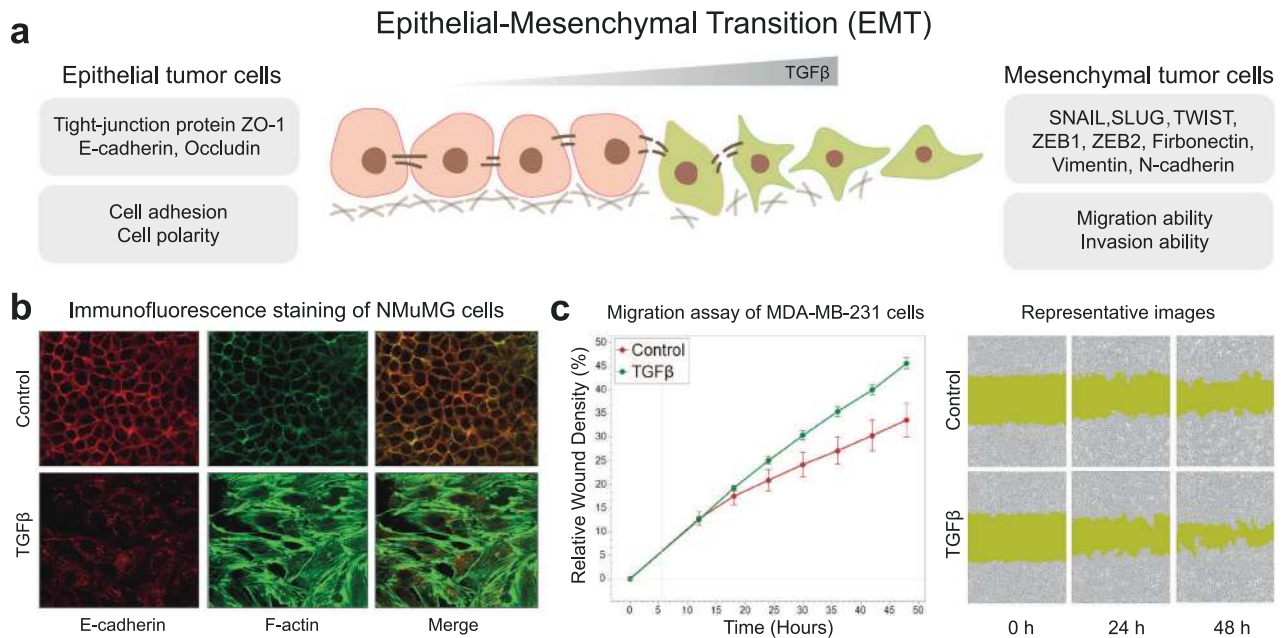 a
Epithelial-Mesenchymal Transition (EMT)
Epithelial tumor cells
Tight-junction protein ZO-1
E-cadherin, Occludin
Cell adhesion
Cell polarity
TGFβ
Mesenchymal tumor cells
SNAIL,SLUG, TWIST,
ZEB1, ZEB2, Firbonectin,
Vimentin, N-cadherin
Migration ability
Invasion ability
b
Immunofluorescence staining of NMuMG cells
Control
TGFβ
E-cadherin
F-actin
Merge
c
Migration assay of MDA-MB-231 cells
Relative Wound Density (%)
50
45
40
35
30
25
20
15
10
5
0
Control
TGFβ
0 5 10 15 20 25 30 35 40 45 50
Time (Hours)
Representative images
Control
TGFβ
0 h
24 h
48 h